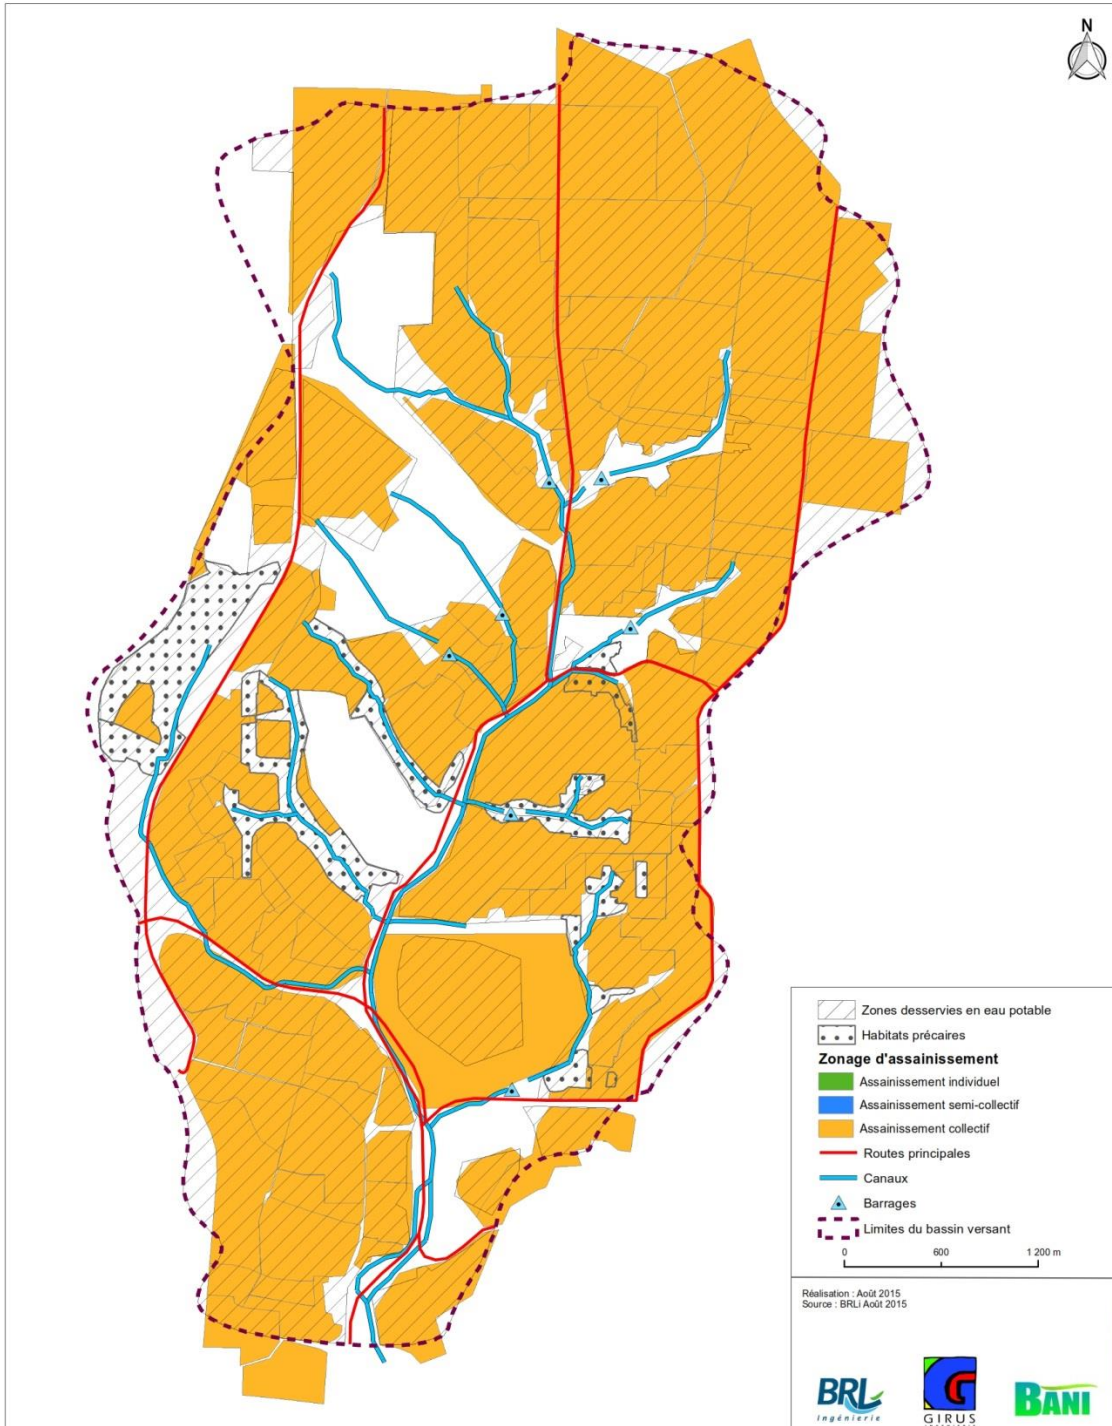 N
Zones desservies en eau potable
Habitats précaires
Zonage d'assainissement
Assainissement individuel
Assainissement semi-collectif
Assainissement collectif
Routes principales
Canaux
Barrages
Limites du bassin versant
0 600 1 200 m
Réalisation : Août 2015
Source : BRLi Août 2015
BRL
Ingénierie
G
GIRUS
INGENIERIE
BANI